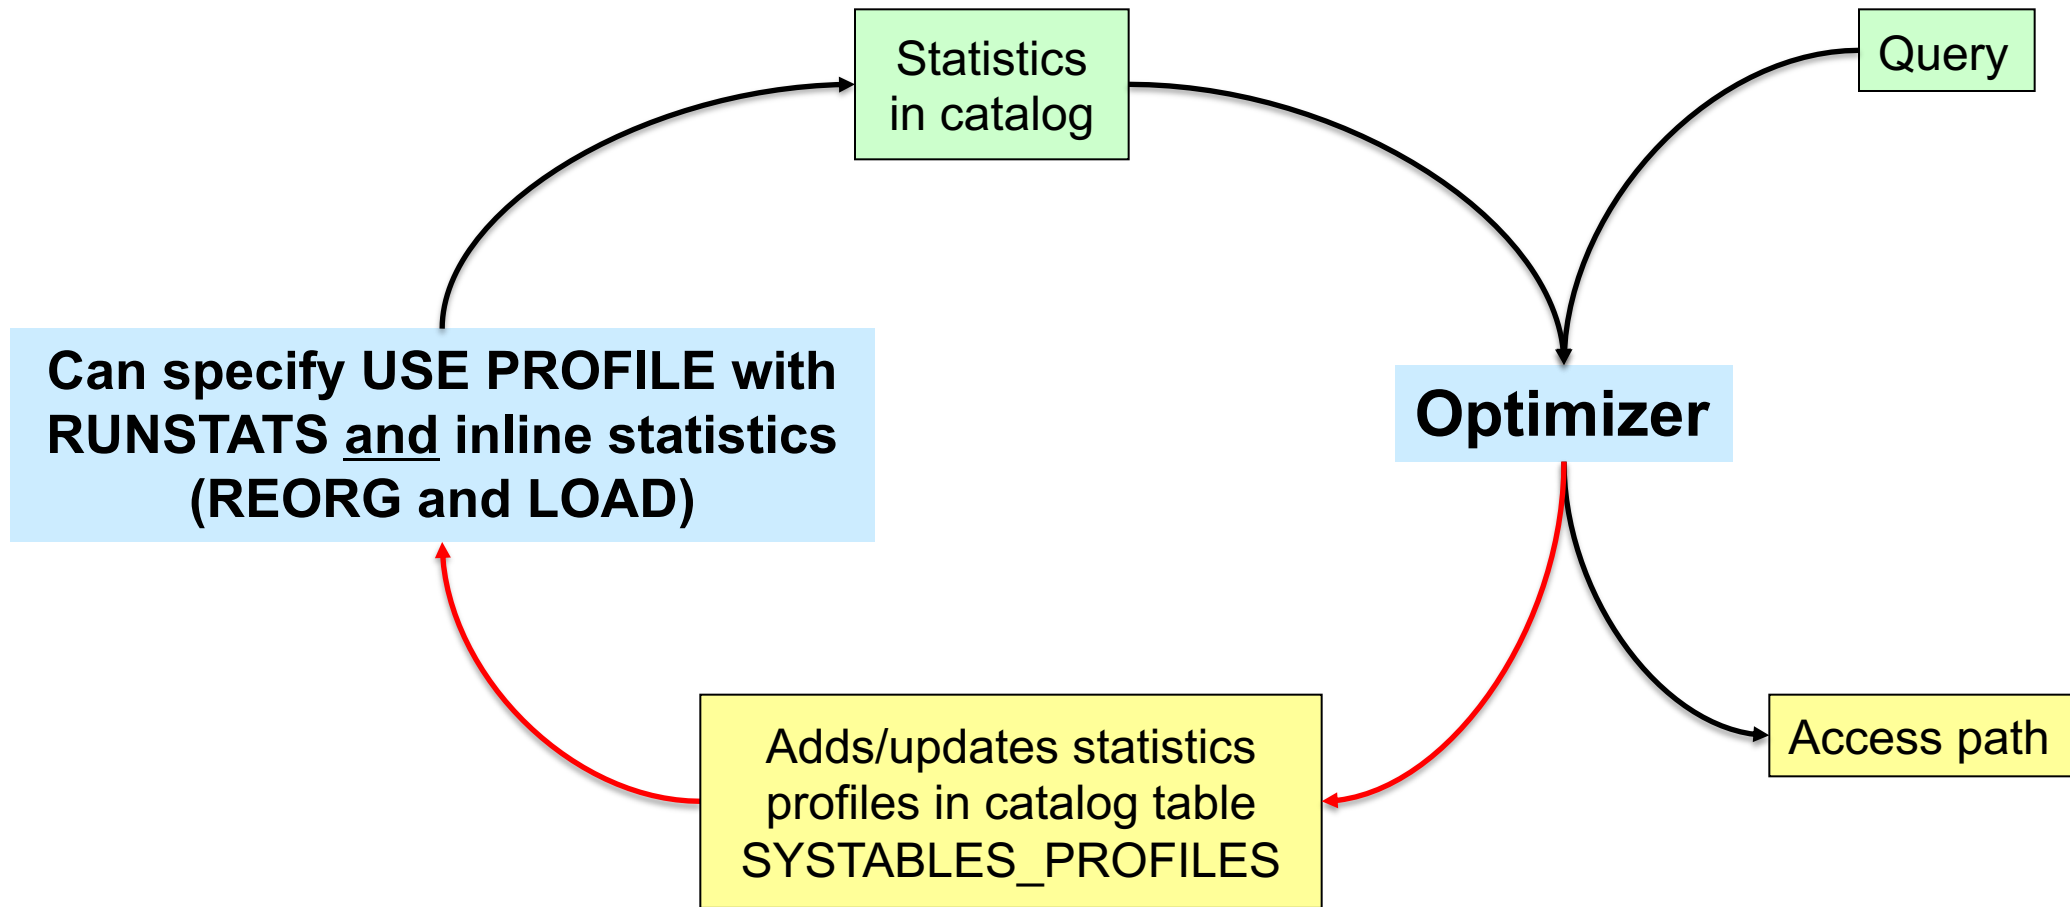 Statistics
in catalog
Query
Can specify USE PROFILE with
RUNSTATS and inline statistics
(REORG and LOAD)
Optimizer
Adds/updates statistics
profiles in catalog table
SYSTABLES_PROFILES
Access path